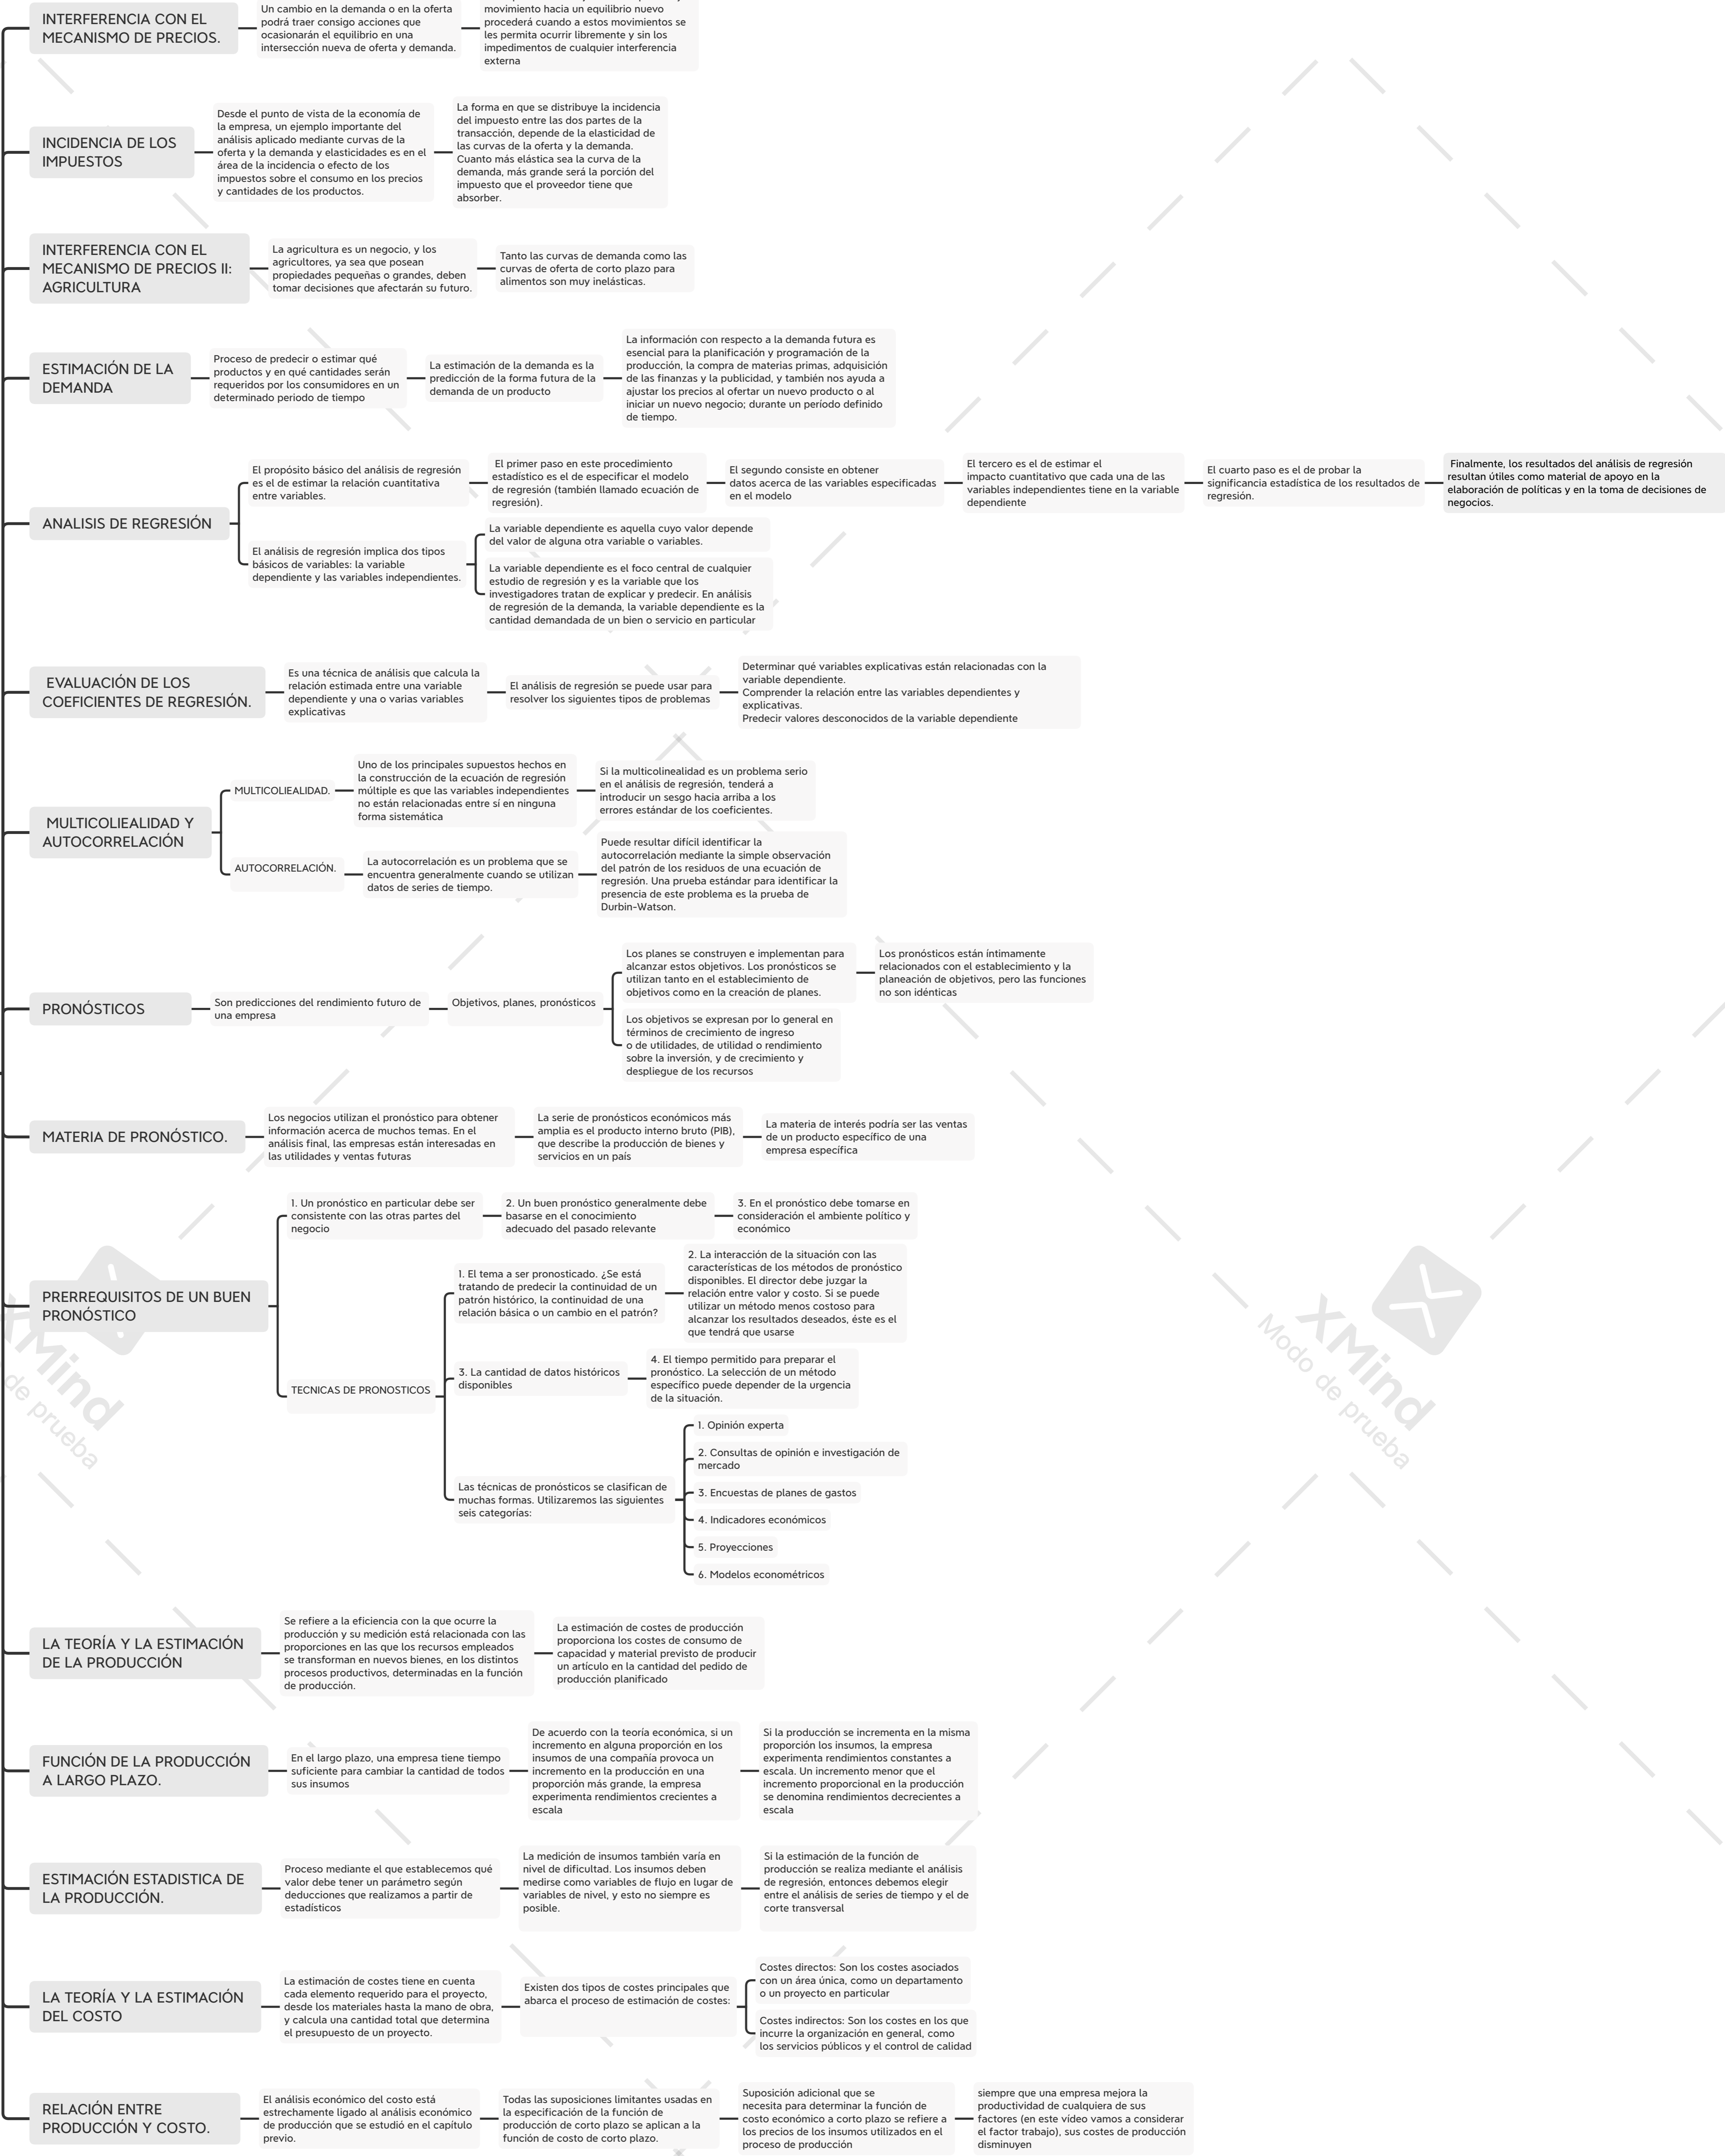 INTERFERENCIA CON EL
MECANISMO DE PRECIOS.
Un cambio en la demanda o en la oferta
podrá traer consigo acciones que
ocasionarán el equilibrio en una
intersección nueva de oferta y demanda.
movimiento hacia un equilibrio nuevo
procederá cuando a estos movimientos se
les permita ocurrir libremente y sin los
impedimentos de cualquier interferencia
externa
INCIDENCIA DE LOS
IMPUESTOS
Desde el punto de vista de la economía de
la empresa, un ejemplo importante del
análisis aplicado mediante curvas de la
oferta y la demanda y elasticidades es en el
área de la incidencia o efecto de los
impuestos sobre el consumo en los precios
y cantidades de los productos.
La forma en que se distribuye la incidencia
del impuesto entre las dos partes de la
transacción, depende de la elasticidad de
las curvas de la oferta y la demanda.
Cuanto más elástica sea la curva de la
demanda, más grande será la porción del
impuesto que el proveedor tiene que
absorber.
INTERFERENCIA CON EL
MECANISMO DE PRECIOS II:
AGRICULTURA
La agricultura es un negocio, y los
agricultores, ya sea que posean
propiedades pequeñas o grandes, deben
tomar decisiones que afectarán su futuro.
Tanto las curvas de demanda como las
curvas de oferta de corto plazo para
alimentos son muy inelásticas.
ESTIMACIÓN DE LA
DEMANDA
Proceso de predecir o estimar qué
productos y en qué cantidades serán
requeridos por los consumidores en un
determinado periodo de tiempo
La estimación de la demanda es la
predicción de la forma futura de la
demanda de un producto
La información con respecto a la demanda futura es
esencial para la planificación y programación de la
producción, la compra de materias primas, adquisición
de las finanzas y la publicidad, y también nos ayuda a
ajustar los precios al ofertar un nuevo producto o al
iniciar un nuevo negocio; durante un período definido
de tiempo.
ANALISIS DE REGRESIÓN
El propósito básico del análisis de regresión
es el de estimar la relación cuantitativa
entre variables.
El primer paso en este procedimiento
estadístico es el de especificar el modelo
de regresión (también llamado ecuación de
regresión).
El segundo consiste en obtener
datos acerca de las variables especificadas
en el modelo
El tercero es el de estimar el
impacto cuantitativo que cada una de las
variables independientes tiene en la variable
dependiente
El cuarto paso es el de probar la
significancia estadística de los resultados de
regresión.
Finalmente, los resultados del análisis de regresión
resultan útiles como material de apoyo en la
elaboración de políticas y en la toma de decisiones de
negocios.
El análisis de regresión implica dos tipos
básicos de variables: la variable
dependiente y las variables independientes.
La variable dependiente es aquella cuyo valor depende
del valor de alguna otra variable o variables.
La variable dependiente es el foco central de cualquier
estudio de regresión y es la variable que los
investigadores tratan de explicar y predecir. En análisis
de regresión de la demanda, la variable dependiente es la
cantidad demandada de un bien o servicio en particular
EVALUACIÓN DE LOS
COEFICIENTES DE REGRESIÓN.
Es una técnica de análisis que calcula la
relación estimada entre una variable
dependiente y una o varias variables
explicativas
El análisis de regresión se puede usar para
resolver los siguientes tipos de problemas
Determinar qué variables explicativas están relacionadas con la
variable dependiente.
Comprender la relación entre las variables dependientes y
explicativas.
Predecir valores desconocidos de la variable dependiente
MULTICOLIEALIDAD Y
AUTOCORRELACIÓN
MULTICOLIEALIDAD.
Uno de los principales supuestos hechos en
la construcción de la ecuación de regresión
múltiple es que las variables independientes
no están relacionadas entre sí en ninguna
forma sistemática
Si la multicolinealidad es un problema serio
en el análisis de regresión, tenderá a
introducir un sesgo hacia arriba a los
errores estándar de los coeficientes.
AUTOCORRELACIÓN.
La autocorrelación es un problema que se
encuentra generalmente cuando se utilizan
datos de series de tiempo.
Puede resultar difícil identificar la
autocorrelación mediante la simple observación
del patrón de los residuos de una ecuación de
regresión. Una prueba estándar para identificar la
presencia de este problema es la prueba de
Durbin-Watson.
PRONÓSTICOS
Son predicciones del rendimiento futuro de
una empresa
Objetivos, planes, pronósticos
Los planes se construyen e implementan para
alcanzar estos objetivos. Los pronósticos se
utilizan tanto en el establecimiento de
objetivos como en la creación de planes.
Los pronósticos están íntimamente
relacionados con el establecimiento y la
planeación de objetivos, pero las funciones
no son idénticas
Los objetivos se expresan por lo general en
términos de crecimiento de ingreso
o de utilidades, de utilidad o rendimiento
sobre la inversión, y de crecimiento y
despliegue de los recursos
MATERIA DE PRONÓSTICO.
Los negocios utilizan el pronóstico para obtener
información acerca de muchos temas. En el
análisis final, las empresas están interesadas en
las utilidades y ventas futuras
La serie de pronósticos económicos más
amplia es el producto interno bruto (PIB),
que describe la producción de bienes y
servicios en un país
La materia de interés podría ser las ventas
de un producto específico de una
empresa específica
PRERREQUISITOS DE UN BUEN
PRONÓSTICO
1. Un pronóstico en particular debe ser
consistente con las otras partes del
negocio
2. Un buen pronóstico generalmente debe
basarse en el conocimiento
adecuado del pasado relevante
3. En el pronóstico debe tomarse en
consideración el ambiente político y
económico
TECNICAS DE PRONOSTICOS
1. El tema a ser pronosticado. ¿Se está
tratando de predecir la continuidad de un
patrón histórico, la continuidad de una
relación básica o un cambio en el patrón?
2. La interacción de la situación con las
características de los métodos de pronóstico
disponibles. El director debe juzgar la
relación entre valor y costo. Si se puede
utilizar un método menos costoso para
alcanzar los resultados deseados, éste es el
que tendrá que usarse
3. La cantidad de datos históricos
disponibles
4. El tiempo permitido para preparar el
pronóstico. La selección de un método
específico puede depender de la urgencia
de la situación.
Las técnicas de pronósticos se clasifican de
muchas formas. Utilizaremos las siguientes
seis categorías:
1. Opinión experta
2. Consultas de opinión e investigación de
mercado
3. Encuestas de planes de gastos
4. Indicadores económicos
5. Proyecciones
6. Modelos econométricos
XMind
de prueba
XMind
Modo de prueba
LA TEORÍA Y LA ESTIMACIÓN
DE LA PRODUCCIÓN
Se refiere a la eficiencia con la que ocurre la
producción y su medición está relacionada con las
proporciones en las que los recursos empleados
se transforman en nuevos bienes, en los distintos
procesos productivos, determinadas en la función
de producción.
La estimación de costes de producción
proporciona los costes de consumo de
capacidad y material previsto de producir
un artículo en la cantidad del pedido de
producción planificado
FUNCIÓN DE LA PRODUCCIÓN
A LARGO PLAZO.
En el largo plazo, una empresa tiene tiempo
suficiente para cambiar la cantidad de todos
sus insumos
De acuerdo con la teoría económica, si un
incremento en alguna proporción en los
insumos de una compañía provoca un
incremento en la producción en una
proporción más grande, la empresa
experimenta rendimientos crecientes a
escala
Si la producción se incrementa en la misma
proporción los insumos, la empresa
experimenta rendimientos constantes a
escala. Un incremento menor que el
incremento proporcional en la producción
se denomina rendimientos decrecientes a
escala
ESTIMACIÓN ESTADISTICA DE
LA PRODUCCIÓN.
Proceso mediante el que establecemos qué
valor debe tener un parámetro según
deducciones que realizamos a partir de
estadísticos
La medición de insumos también varía en
nivel de dificultad. Los insumos deben
medirse como variables de flujo en lugar de
variables de nivel, y esto no siempre es
posible.
Si la estimación de la función de
producción se realiza mediante el análisis
de regresión, entonces debemos elegir
entre el análisis de series de tiempo y el de
corte transversal
LA TEORÍA Y LA ESTIMACIÓN
DEL COSTO
La estimación de costes tiene en cuenta
cada elemento requerido para el proyecto,
desde los materiales hasta la mano de obra,
y calcula una cantidad total que determina
el presupuesto de un proyecto.
Existen dos tipos de costes principales que
abarca el proceso de estimación de costes:
Costes directos: Son los costes asociados
con un área única, como un departamento
o un proyecto en particular
Costes indirectos: Son los costes en los que
incurre la organización en general, como
los servicios públicos y el control de calidad
RELACIÓN ENTRE
PRODUCCIÓN Y COSTO.
El análisis económico del costo está
estrechamente ligado al análisis económico
de producción que se estudió en el capítulo
previo.
Todas las suposiciones limitantes usadas en
la especificación de la función de
producción de corto plazo se aplican a la
función de costo de corto plazo.
Suposición adicional que se
necesita para determinar la función de
costo económico a corto plazo se refiere a
los precios de los insumos utilizados en el
proceso de producción
siempre que una empresa mejora la
productividad de cualquiera de sus
factores (en este vídeo vamos a considerar
el factor trabajo), sus costes de producción
disminuyen